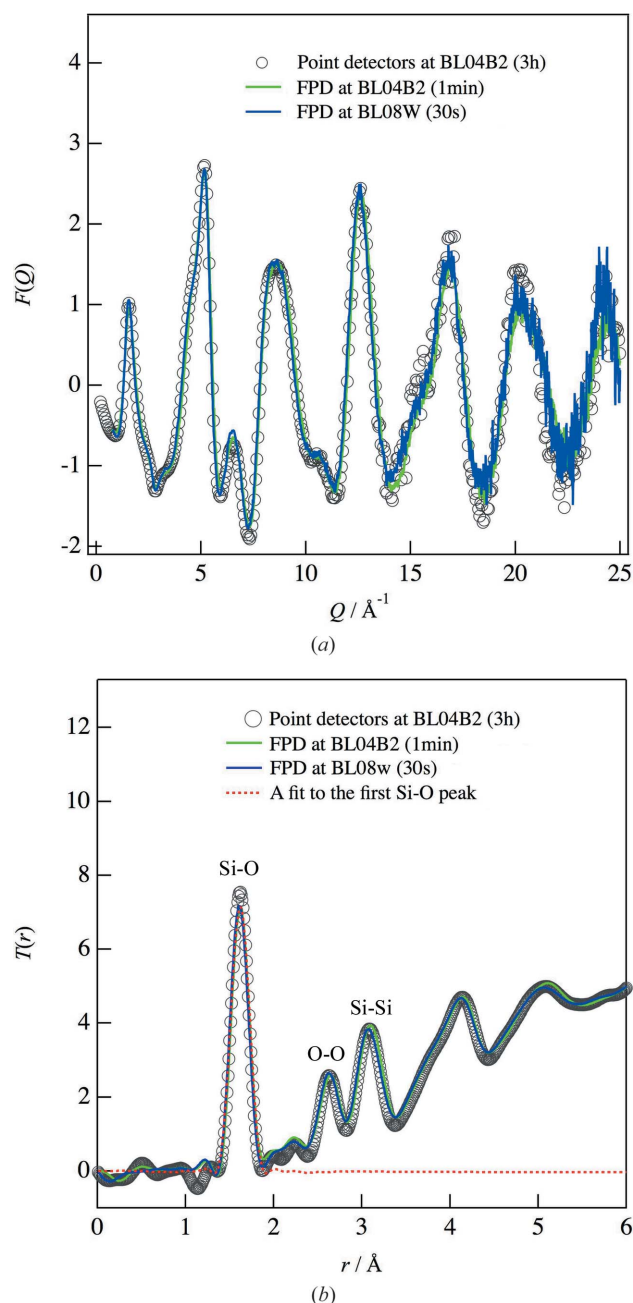 4
Point detectors at BL04B2 (3h)
FPD at BL04B2 (1min)
FPD at BL08W (30s)
3
2
F(Q)
1
0
-1
-2
0 5 10 15 20 25
Q / Å-1
(a)
12
Point detectors at BL04B2 (3h)
FPD at BL04B2 (1min)
FPD at BL08w (30s)
A fit to the first Si-O peak
10
8
Si-O
T(r)
6
4
Si-Si
O-O
2
0
0 1 2 3 4 5 6
r / Å
(b)